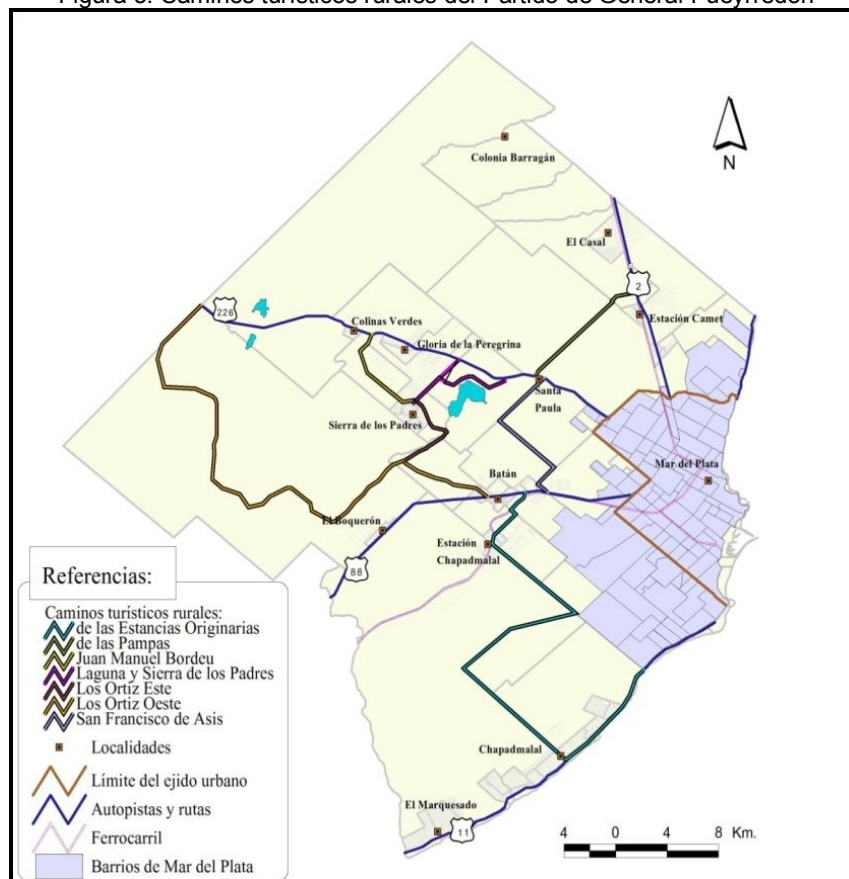 Figura 3. Caminos turísticos rurales del Partido de General Pueyrredon
Colonia Barragán
N
El Casal
2
226
Estación Camet
Colinas Verdes
Gloria de la Peregrina
Santa
Paula
Sierra de los Padres
Mar del Plata
Batán
El Boquerón
Estación
Chapadmalal
88
Chapadmalal
El Marquesado
11
Referencias:
Caminos turísticos rurales:
de las Estancias Originarias
de las Pampas
Juan Manuel Bordeu
Laguna y Sierra de los Padres
Los Ortiz Este
Los Ortiz Oeste
San Francisco de Asis
Localidades
Límite del ejido urbano
Autopistas y rutas
Ferrocarril
Barrios de Mar del Plata
4 0 4 8 Km.